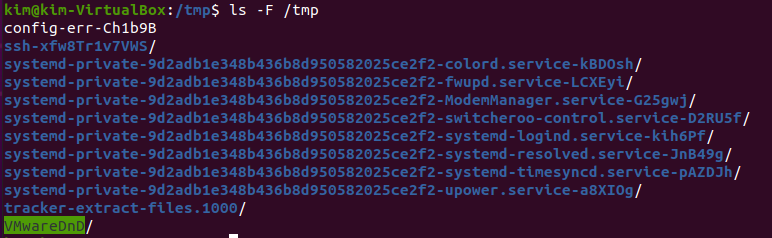 kim@kim-VirtualBox:/tmp$ ls -F /tmp
config-err-Ch1b9B
ssh-xfw8Tr1v7VWS/
systemd-private-9d2adb1e348b436b8d950582025ce2f2-colord.service-kBDOsh/
systemd-private-9d2adb1e348b436b8d950582025ce2f2-fwupd.service-LCXEyi/
systemd-private-9d2adb1e348b436b8d950582025ce2f2-ModemManager.service-G25gwj/
systemd-private-9d2adb1e348b436b8d950582025ce2f2-switcheroo-control.service-D2RU5f/
systemd-private-9d2adb1e348b436b8d950582025ce2f2-systemd-logind.service-kih6Pf/
systemd-private-9d2adb1e348b436b8d950582025ce2f2-systemd-resolved.service-JnB49g/
systemd-private-9d2adb1e348b436b8d950582025ce2f2-systemd-timesyncd.service-pAZDJh/
systemd-private-9d2adb1e348b436b8d950582025ce2f2-upower.service-a8XIOg/
tracker-extract-files.1000/
VMwareDnD/